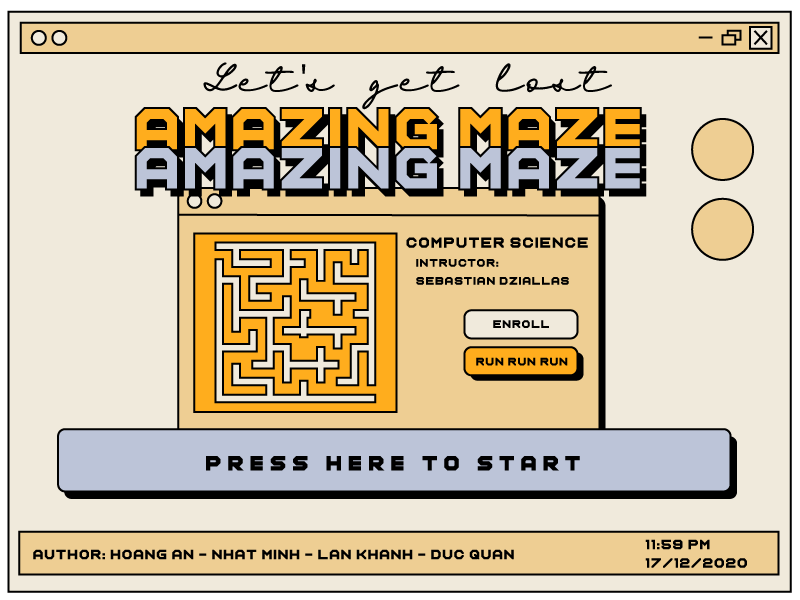 Let's get lost
AMAZING MAZE
AMAZING MAZE
COMPUTER SCIENCE
INTRUCTOR:
SEBASTIAN DZIALLAS
ENROLL
RUN RUN RUN
PRESS HERE TO START
AUTHOR: HOANG AN - NHAT MINH - LAN KHANH - DUC QUAN
11:59 PM
17/12/2020